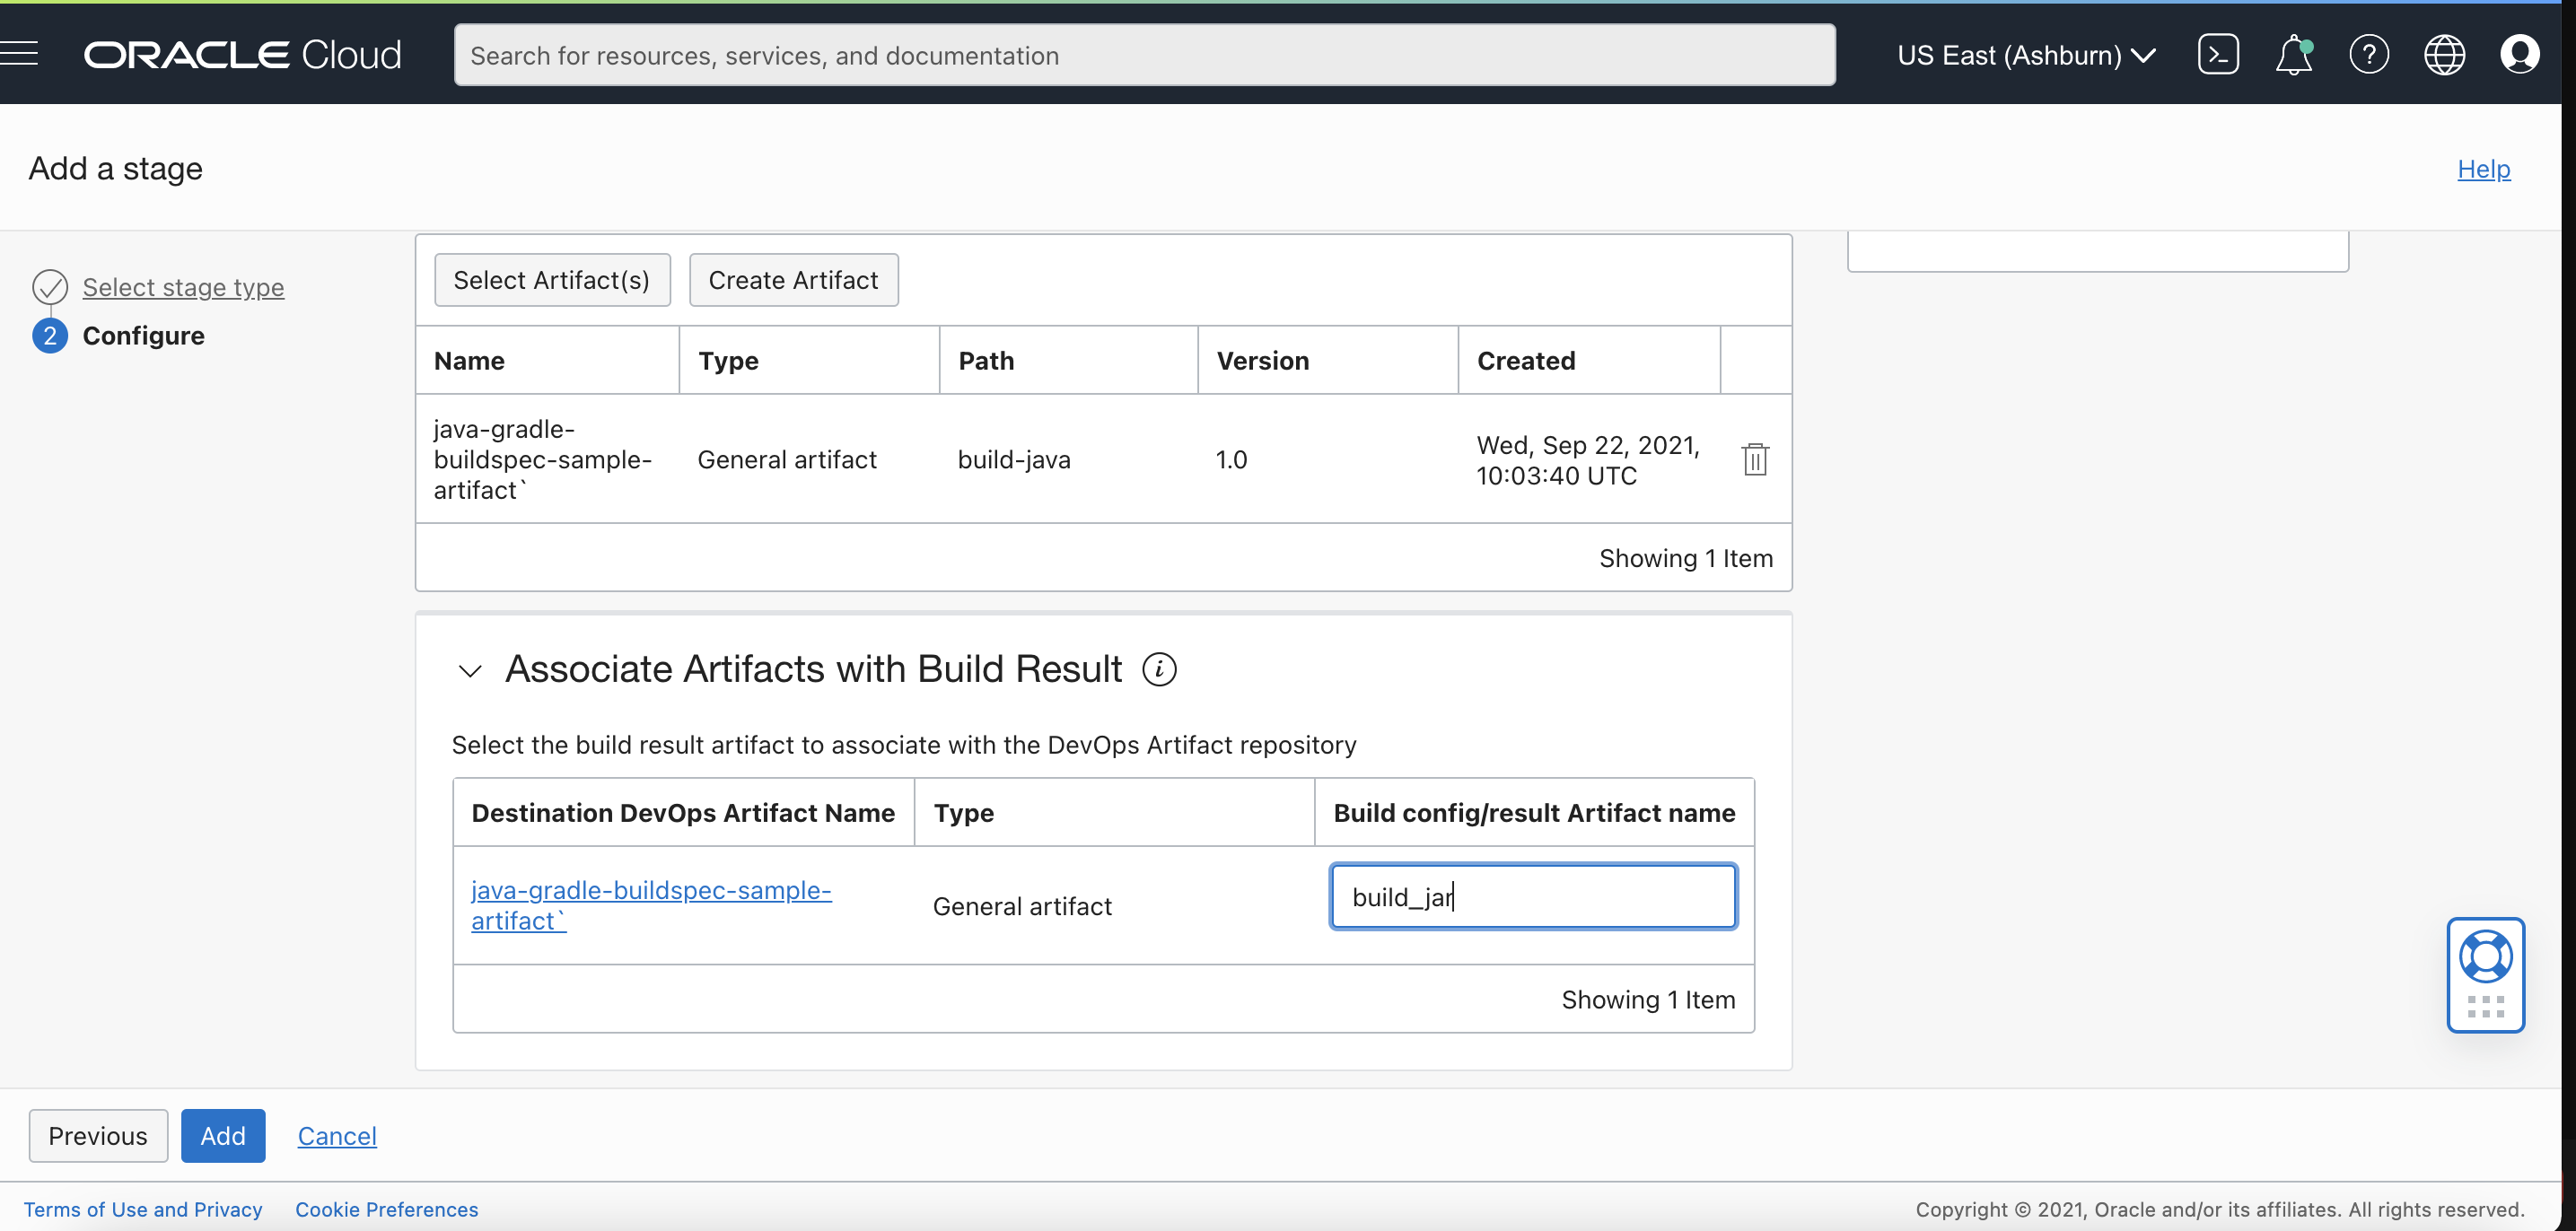 ORACLE Cloud
Search for resources, services, and documentation
US East (Ashburn)
Add a stage
Help
Select stage type
2 Configure
Select Artifact(s) Create Artifact
Name Type Path Version Created
java-gradle-
buildspec-sample-
artifact`
General artifact
build-java
1.0
Wed, Sep 22, 2021,
10:03:40 UTC
Showing 1 Item
Associate Artifacts with Build Result i
Select the build result artifact to associate with the DevOps Artifact repository
Destination DevOps Artifact Name Type Build config/result Artifact name
java-gradle-buildspec-sample-
artifact`
General artifact
build_jar
Showing 1 Item
Previous Add Cancel
Terms of Use and Privacy Cookie Preferences
Copyright © 2021, Oracle and/or its affiliates. All rights reserved.